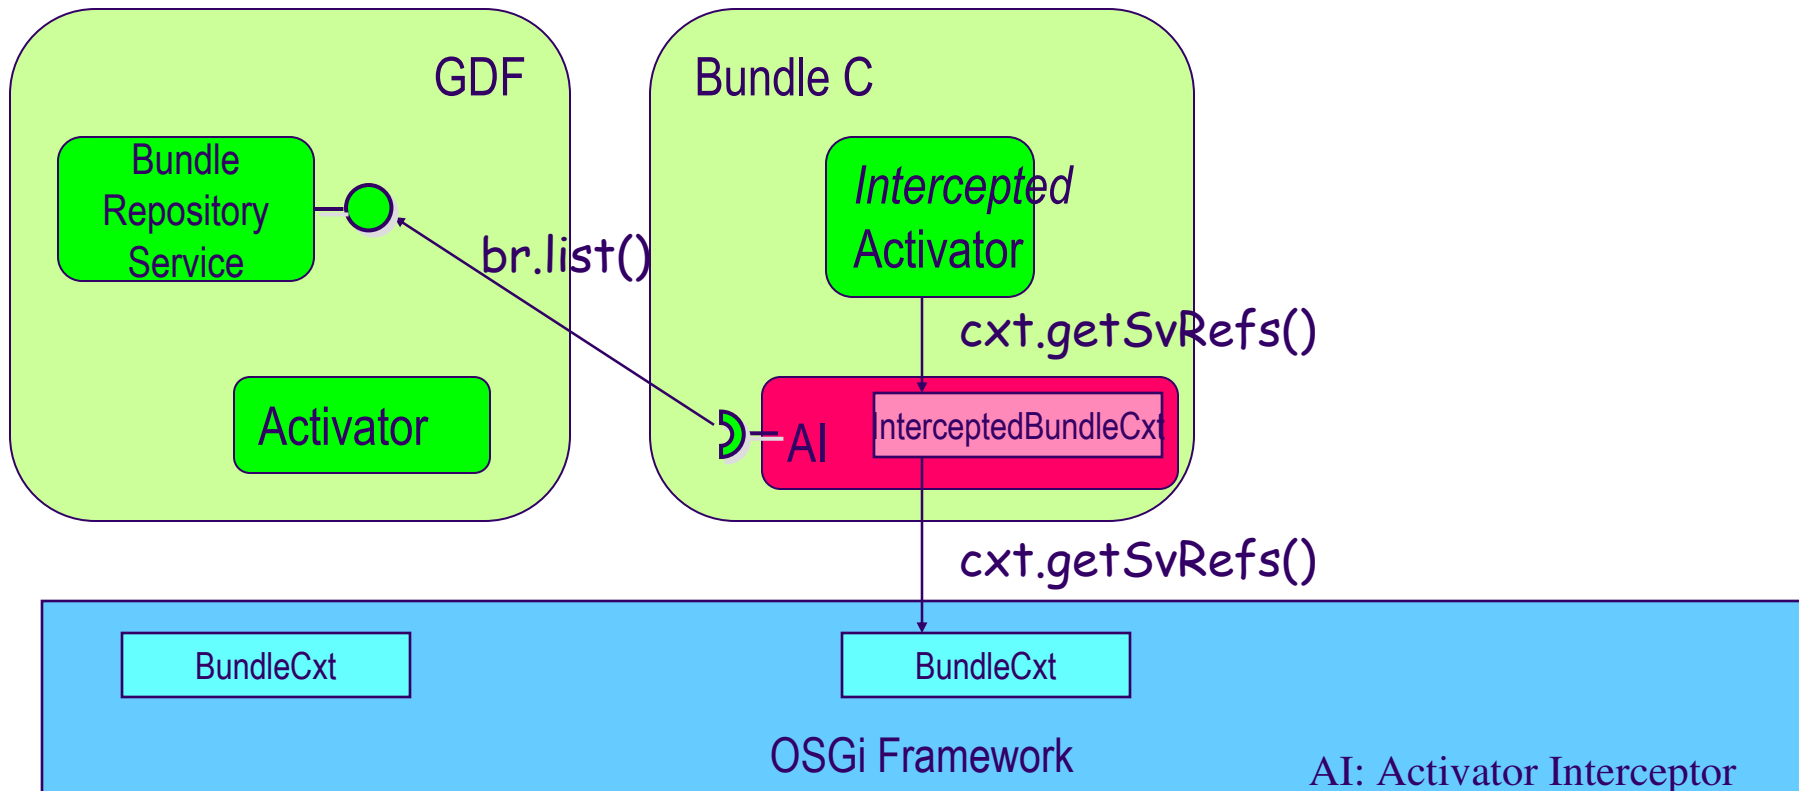 GDF
Bundle
Repository
Service
br.list()
Activator
Bundle C
Intercepted
Activator
cxt.getSvRefs()
AI
InterceptedBundleCxt
cxt.getSvRefs()
BundleCxt
BundleCxt
OSGi Framework
AI: Activator Interceptor